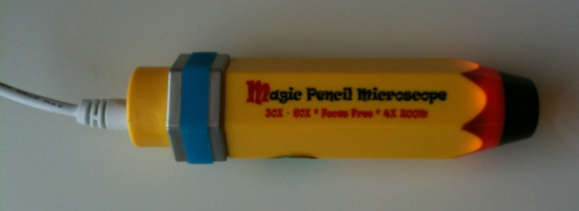 Magic Pencil Microscope
30X - 60X * Focus Free * 4X ZOOM